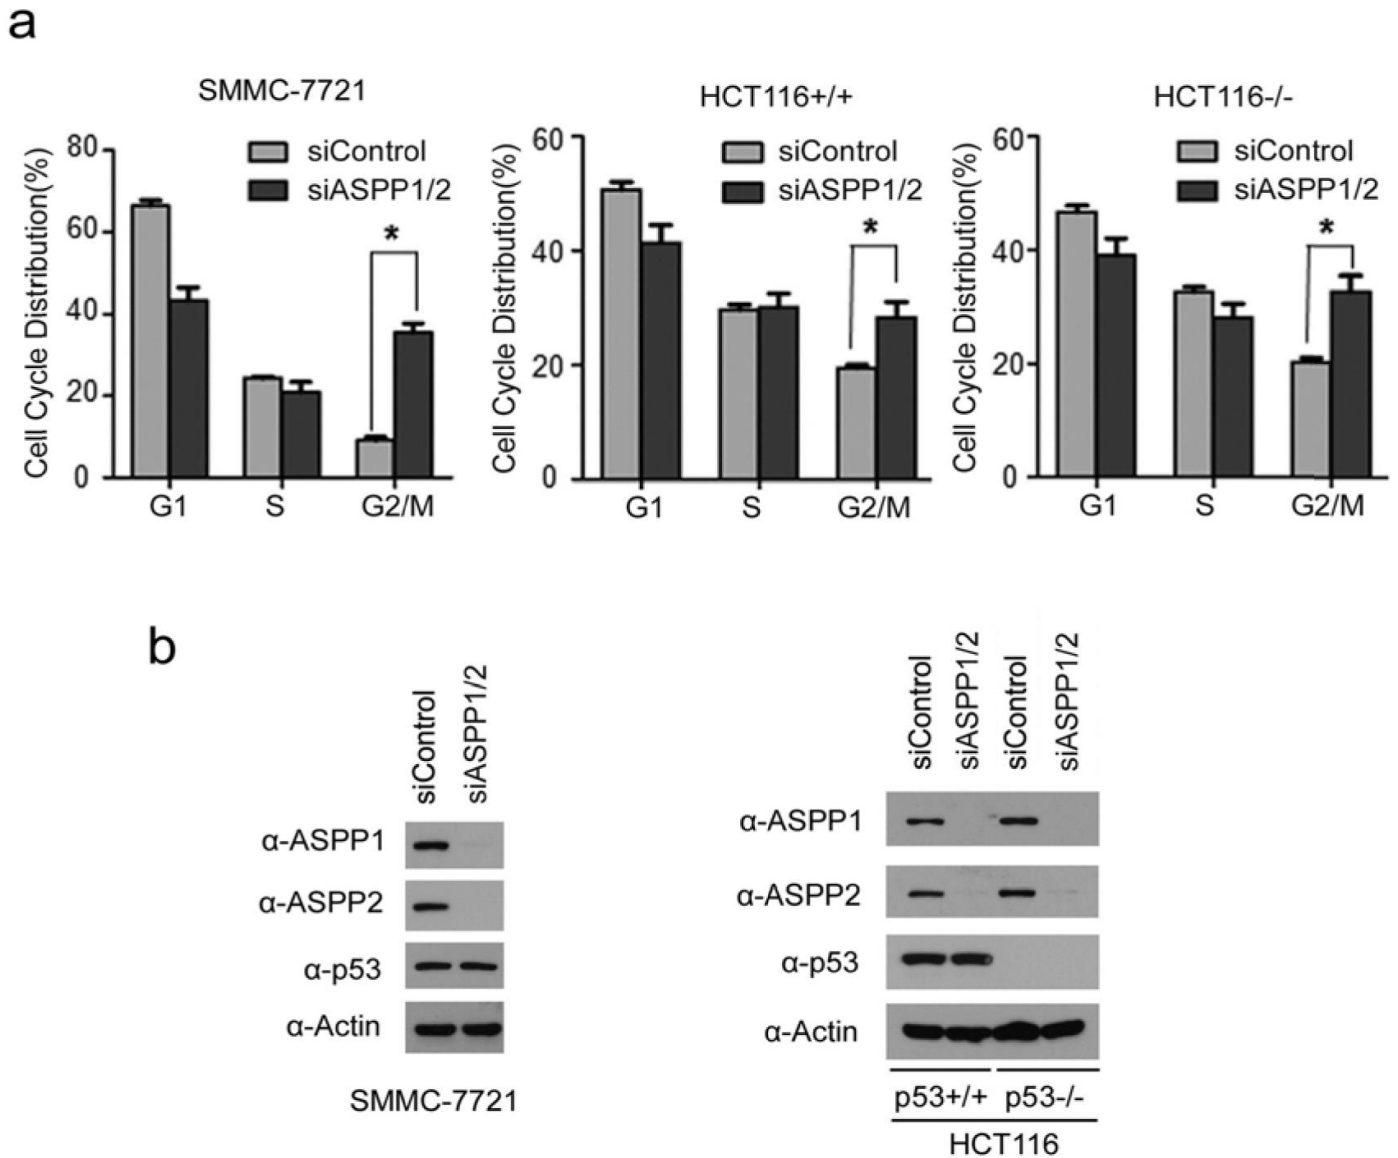 a
SMMC-7721
Cell Cycle Distribution(%)
80
60
40
20
0
siControl
siASPP1/2
*
G1 S G2/M
HCT116+/+
Cell Cycle Distribution(%)
60
40
20
0
siControl
siASPP1/2
*
G1 S G2/M
HCT116-/-
Cell Cycle Distribution(%)
60
40
20
0
siControl
siASPP1/2
*
G1 S G2/M
b
siControl
siASPP1/2
α-ASPP1
α-ASPP2
α-p53
α-Actin
SMMC-7721
siControl
siASPP1/2
siControl
siASPP1/2
α-ASPP1
α-ASPP2
α-p53
α-Actin
p53+/+ p53-/-
HCT116